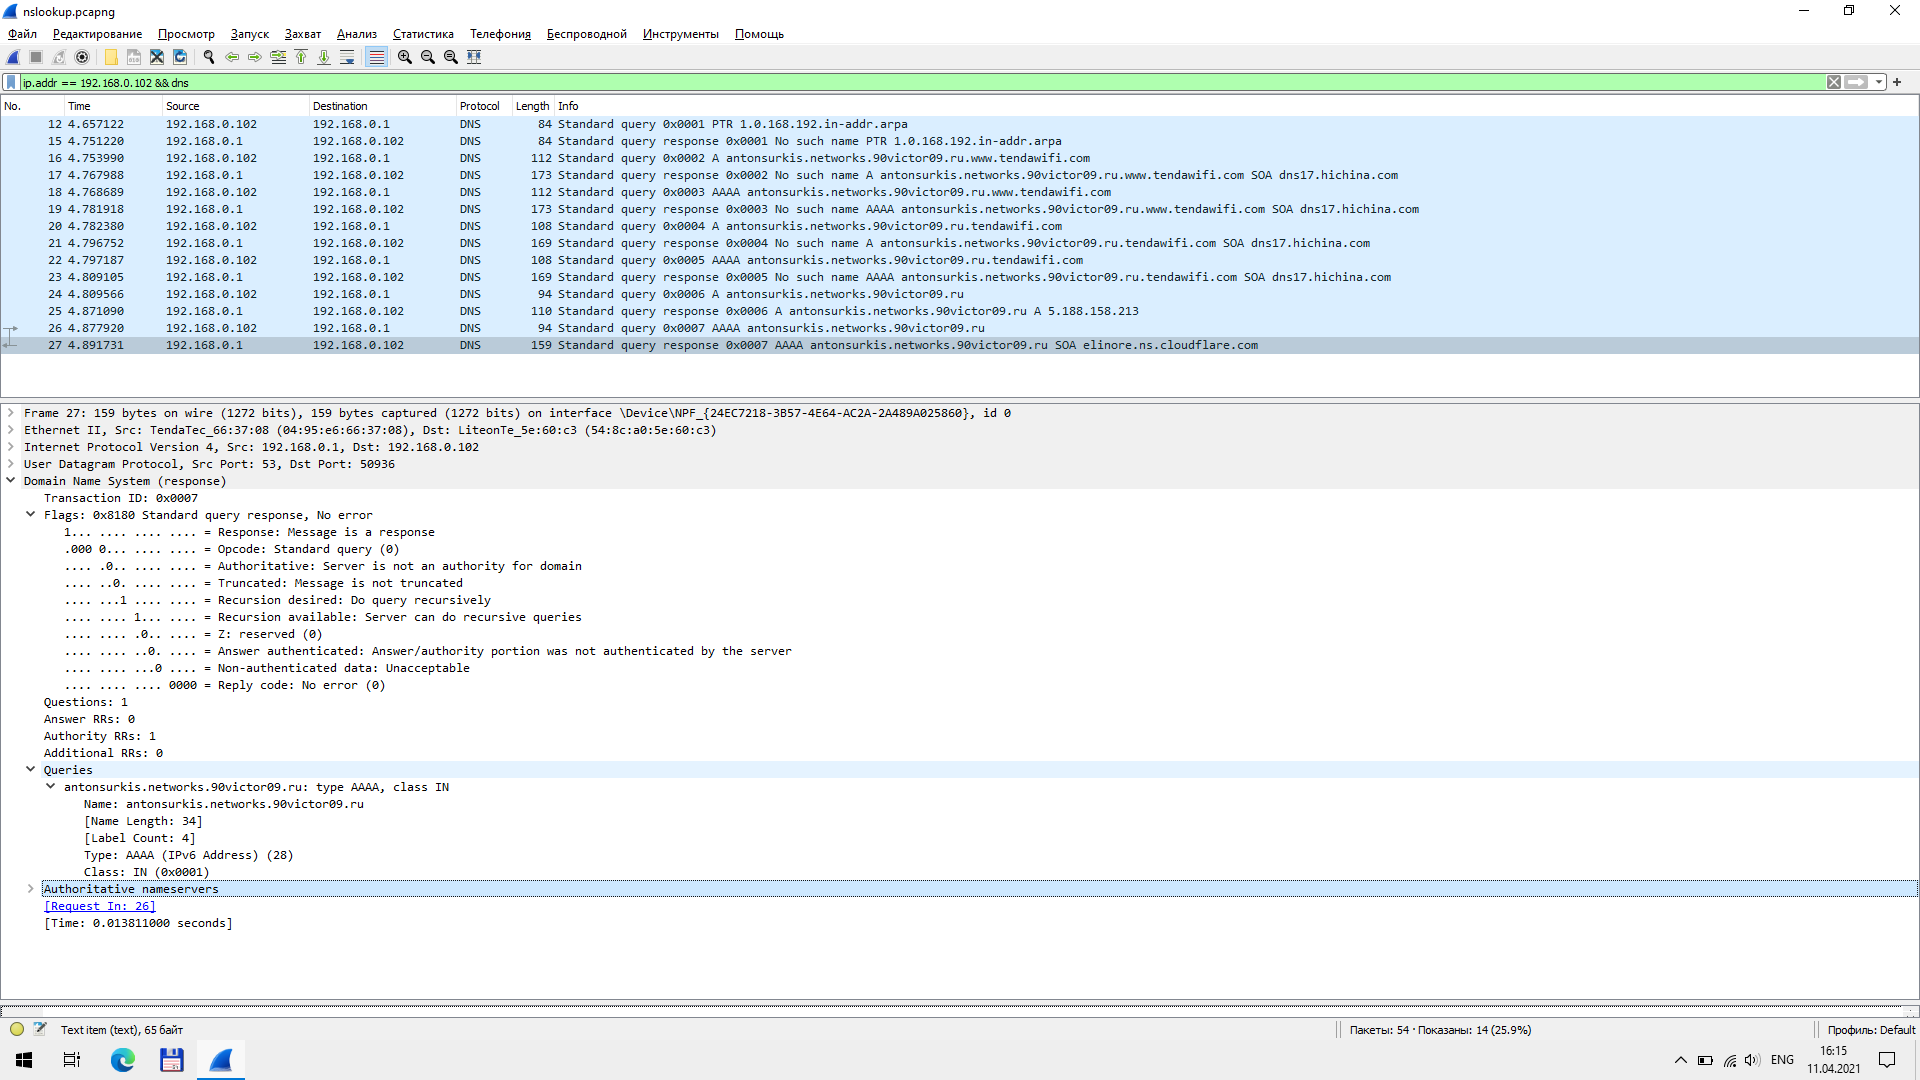 nslookup.pcapng
Файл Редактирование Просмотр Запуск Захват Анализ Статистика Телефония Беспроводной Инструменты Помощь
ip.addr == 192.168.0.102 && dns
No. Time Source Destination Protocol Length Info
12 4.657122 192.168.0.102 192.168.0.1 DNS 84 Standard query 0x0001 PTR 1.0.168.192.in-addr.arpa
15 4.751220 192.168.0.1 192.168.0.102 DNS 84 Standard query response 0x0001 No such name PTR 1.0.168.192.in-addr.arpa
16 4.753990 192.168.0.102 192.168.0.1 DNS 112 Standard query 0x0002 A antonsurkis.networks.90victor09.ru.www.tendawifi.com
17 4.767988 192.168.0.1 192.168.0.102 DNS 173 Standard query response 0x0002 No such name A antonsurkis.networks.90victor09.ru.www.tendawifi.com SOA dns17.hichina.com
18 4.768689 192.168.0.102 192.168.0.1 DNS 112 Standard query 0x0003 AAAA antonsurkis.networks.90victor09.ru.www.tendawifi.com
19 4.781918 192.168.0.1 192.168.0.102 DNS 173 Standard query response 0x0003 No such name AAAA antonsurkis.networks.90victor09.ru.www.tendawifi.com SOA dns17.hichina.com
20 4.782380 192.168.0.102 192.168.0.1 DNS 108 Standard query 0x0004 A antonsurkis.networks.90victor09.ru.tendawifi.com
21 4.796752 192.168.0.1 192.168.0.102 DNS 169 Standard query response 0x0004 No such name A antonsurkis.networks.90victor09.ru.tendawifi.com SOA dns17.hichina.com
22 4.797187 192.168.0.102 192.168.0.1 DNS 108 Standard query 0x0005 AAAA antonsurkis.networks.90victor09.ru.tendawifi.com
23 4.809105 192.168.0.1 192.168.0.102 DNS 169 Standard query response 0x0005 No such name AAAA antonsurkis.networks.90victor09.ru.tendawifi.com SOA dns17.hichina.com
24 4.809566 192.168.0.102 192.168.0.1 DNS 94 Standard query 0x0006 A antonsurkis.networks.90victor09.ru
25 4.871090 192.168.0.1 192.168.0.102 DNS 110 Standard query response 0x0006 A antonsurkis.networks.90victor09.ru A 5.188.158.213
26 4.877920 192.168.0.102 192.168.0.1 DNS 94 Standard query 0x0007 AAAA antonsurkis.networks.90victor09.ru
27 4.891731 192.168.0.1 192.168.0.102 DNS 159 Standard query response 0x0007 AAAA antonsurkis.networks.90victor09.ru SOA elinore.ns.cloudflare.com
Frame 27: 159 bytes on wire (1272 bits), 159 bytes captured (1272 bits) on interface \Device\NPF_{24EC7218-3B57-4E64-AC2A-2A489A025860}, id 0
Ethernet II, Src: TendaTec_66:37:08 (04:95:e6:66:37:08), Dst: LiteonTe_5e:60:c3 (54:8c:a0:5e:60:c3)
Internet Protocol Version 4, Src: 192.168.0.1, Dst: 192.168.0.102
User Datagram Protocol, Src Port: 53, Dst Port: 50936
Domain Name System (response)
Transaction ID: 0x0007
Flags: 0x8180 Standard query response, No error
1... .... .... .... = Response: Message is a response
.000 0... .... .... = Opcode: Standard query (0)
.... .0.. .... .... = Authoritative: Server is not an authority for domain
.... ..0. .... .... = Truncated: Message is not truncated
.... ...1 .... .... = Recursion desired: Do query recursively
.... .... 1... .... = Recursion available: Server can do recursive queries
.... .... .0.. .... = Z: reserved (0)
.... .... ..0. .... = Answer authenticated: Answer/authority portion was not authenticated by the server
.... .... ...0 .... = Non-authenticated data: Unacceptable
.... .... .... 0000 = Reply code: No error (0)
Questions: 1
Answer RRs: 0
Authority RRs: 1
Additional RRs: 0
Queries
antonsurkis.networks.90victor09.ru: type AAAA, class IN
Name: antonsurkis.networks.90victor09.ru
[Name Length: 34]
[Label Count: 4]
Type: AAAA (IPv6 Address) (28)
Class: IN (0x0001)
Authoritative nameservers
[Request In: 26]
[Time: 0.013811000 seconds]
Text item (text), 65 байт Пакеты: 54 · Показаны: 14 (25.9%) Профиль: Default
ENG 16:15
11.04.2021